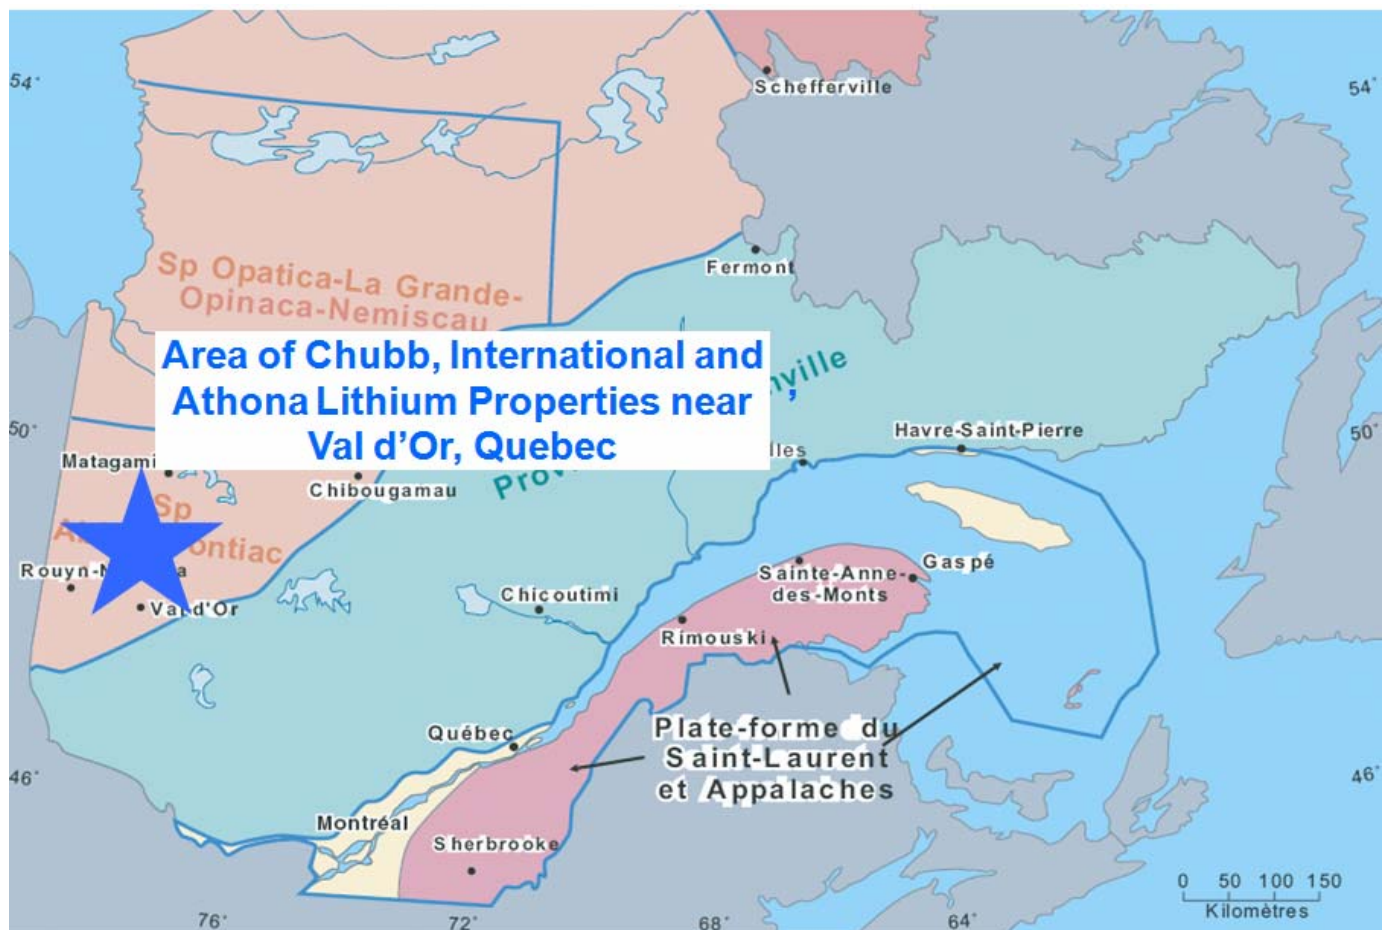 54°
54°
Schefferville
Fermont
Sp Opatica-La Grande-
Opinaca-Nemiscau
Area of Chubb, International and
Athona Lithium Properties near
Val d'Or, Quebec
,
50°
50°
Havre-Saint-Pierre
Matagami
Chibougamau
Sp
Rouyn-N
Val d'Or
Chicoutimi
Sainte-Anne-
des-Monts
Gaspé
Rimouski
Québec
Plate-forme du
Saint-Laurent
et Appalaches
46°
46°
Montréal
Sherbrooke
0 50 100 150
Kilomètres
76°
72°
68°
64°